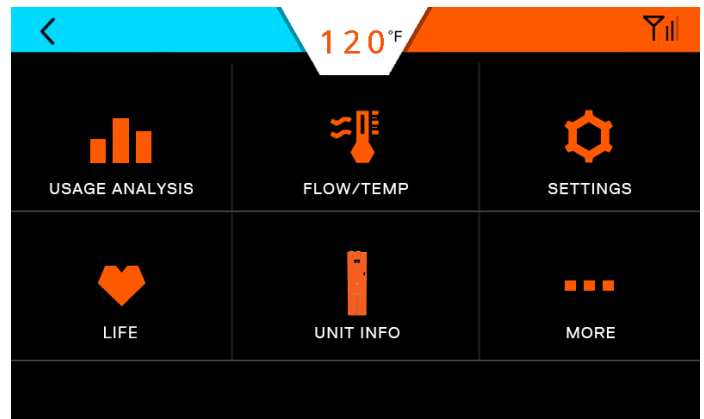 120°F
USAGE ANALYSIS
FLOW/TEMP
SETTINGS
LIFE
UNIT INFO
MORE